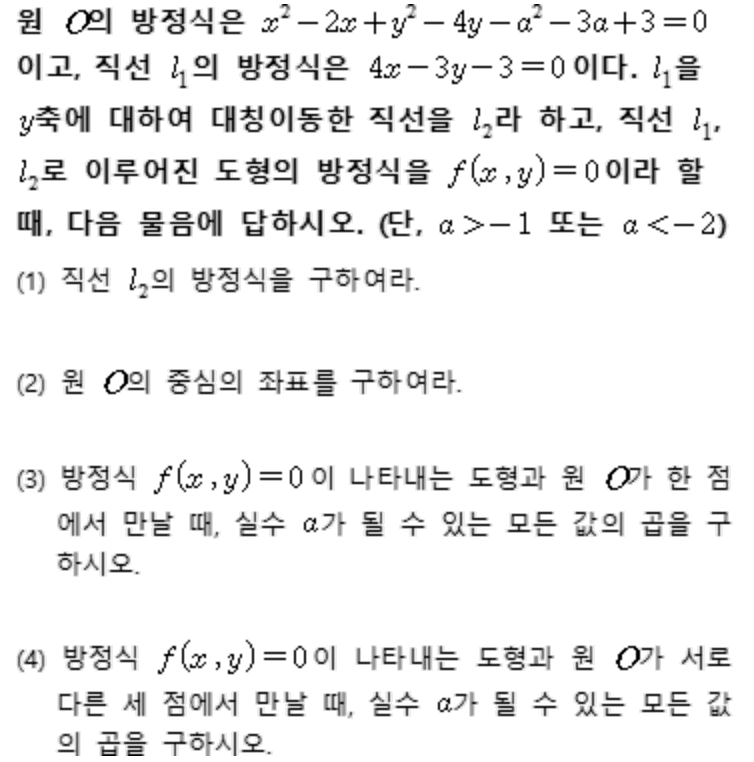 원 O의 방정식은 x² − 2x + y² − 4y − a² − 3a + 3 = 0
이고, 직선 l₁의 방정식은 4x − 3y − 3 = 0이다. l₁을
y축에 대하여 대칭이동한 직선을 l₂라 하고, 직선 l₁,
l₂로 이루어진 도형의 방정식을 f(x, y) = 0이라 할
때, 다음 물음에 답하시오. (단, a > −1 또는 a < −2)
(1) 직선 l₂의 방정식을 구하여라.
(2) 원 O의 중심의 좌표를 구하여라.
(3) 방정식 f(x, y) = 0이 나타내는 도형과 원 O가 한 점
에서 만날 때, 실수 a가 될 수 있는 모든 값의 곱을 구
하시오.
(4) 방정식 f(x, y) = 0이 나타내는 도형과 원 O가 서로
다른 세 점에서 만날 때, 실수 a가 될 수 있는 모든 값
의 곱을 구하시오.